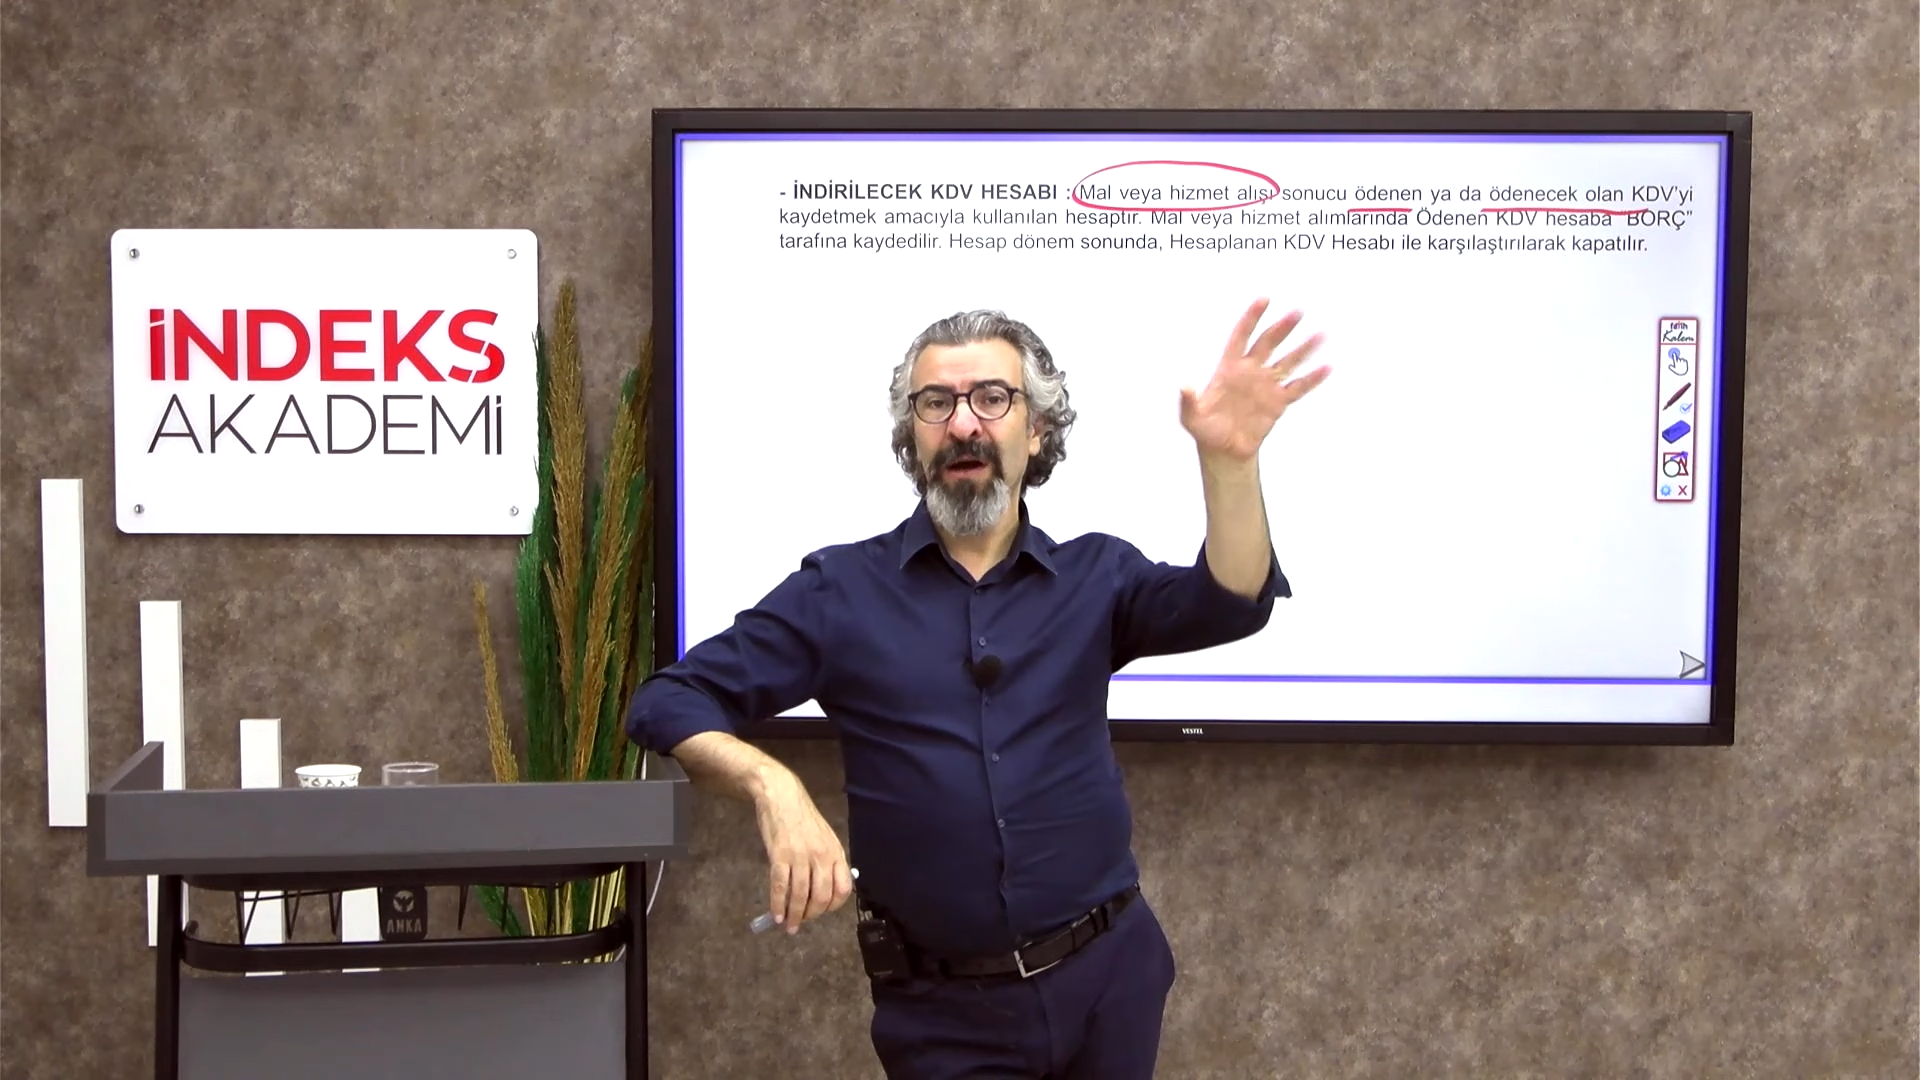 - İNDİRİLECEK KDV HESABI : Mal veya hizmet alışı sonucu ödenen ya da ödenecek olan KDV'yi
kaydetmek amacıyla kullanılan hesaptır. Mal veya hizmet alımlarında Ödenen KDV hesaba "BORÇ"
tarafına kaydedilir. Hesap dönem sonunda, Hesaplanan KDV Hesabı ile karşılaştırılarak kapatılır.
İNDEKS
AKADEMİ
fatih
Kalem
VESTEL
ANKA